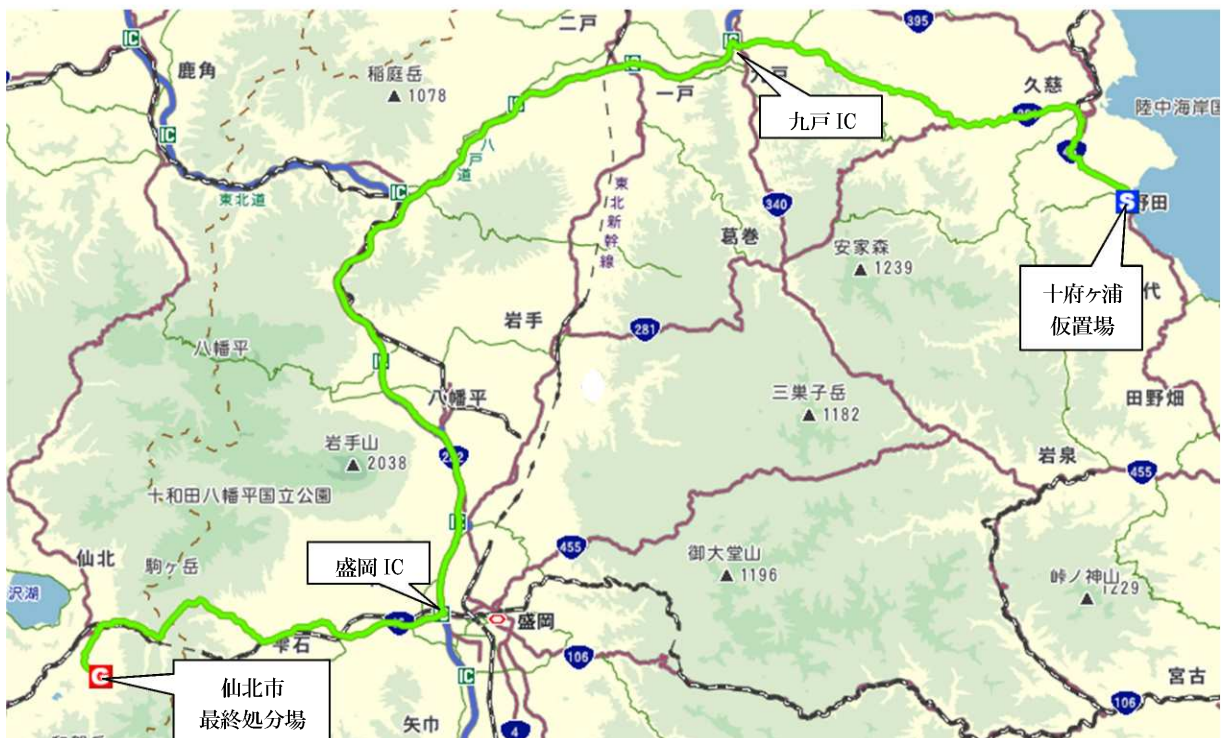 395
二戸
IC
IC
鹿角
稲庭岳
▲ 1078
IC
一戸
九戸 IC
久慈
陸中海岸国
IC
八戸道
IC
東北道
東北新幹線
340
S
野田
葛巻
安家森
▲ 1239
十府ヶ浦
仮置場
代
岩手
281
八幡平
八幡平
三巣子岳
▲ 1182
田野畑
岩手山
▲ 2038
岩泉
455
十和田八幡平国立公園
仙北
駒ヶ岳
盛岡 IC
455
御大堂山
▲ 1196
峠ノ神山
▲ 1229
沢湖
盛岡
雫石
G
106
IC
仙北市
最終処分場
矢巾
4
宮古
106